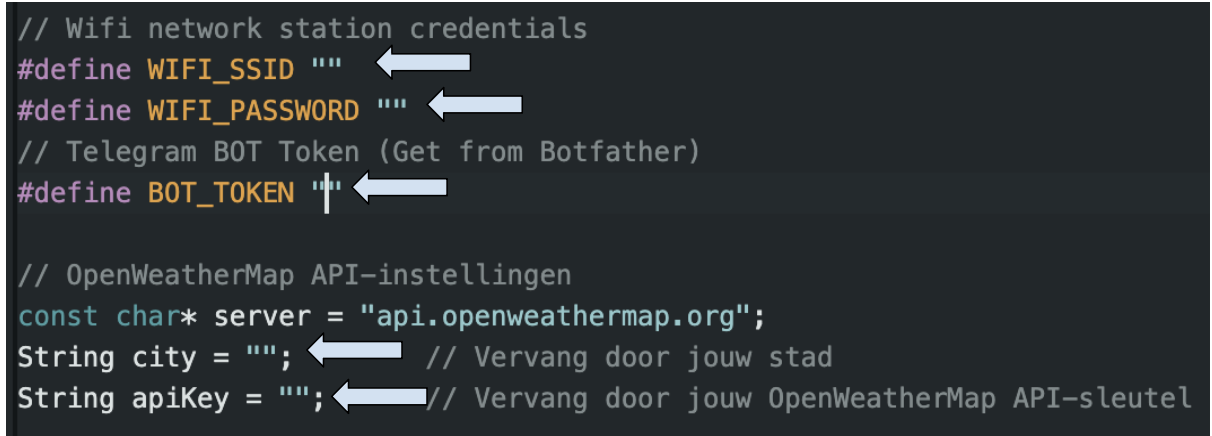 // Wifi network station credentials
#define WIFI_SSID ""
#define WIFI_PASSWORD ""
// Telegram BOT Token (Get from Botfather)
#define BOT_TOKEN ""
// OpenWeatherMap API-instellingen
const char* server = "api.openweathermap.org";
String city = ""; // Vervang door jouw stad
String apiKey = ""; // Vervang door jouw OpenWeatherMap API-sleutel